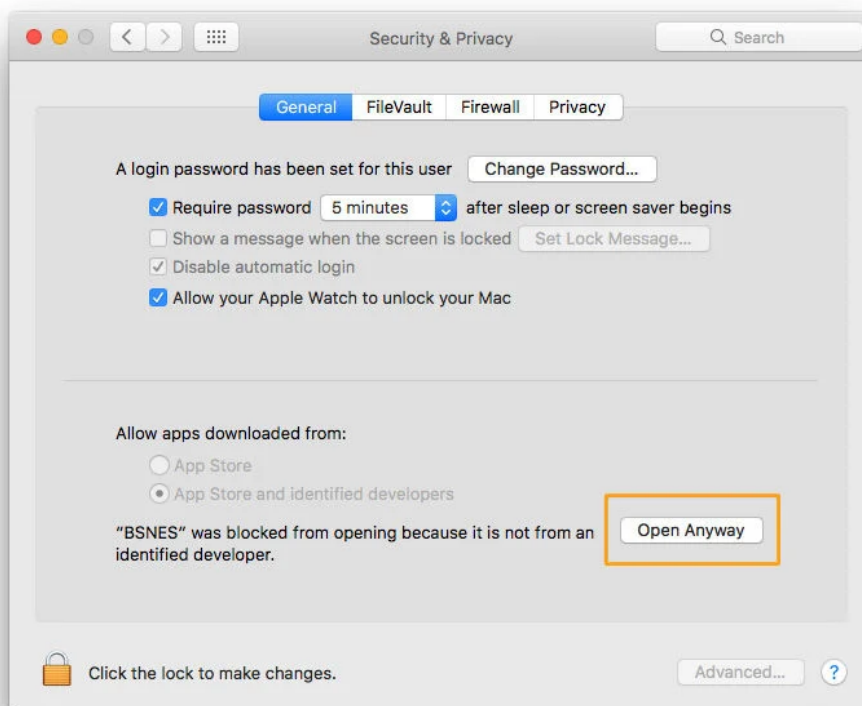 Security & Privacy
Search
General
FileVault
Firewall
Privacy
A login password has been set for this user
Change Password...
Require password
5 minutes
after sleep or screen saver begins
Show a message when the screen is locked
Set Lock Message...
Disable automatic login
Allow your Apple Watch to unlock your Mac
Allow apps downloaded from:
App Store
App Store and identified developers
“BSNES” was blocked from opening because it is not from an
identified developer.
Open Anyway
Click the lock to make changes.
Advanced...
?